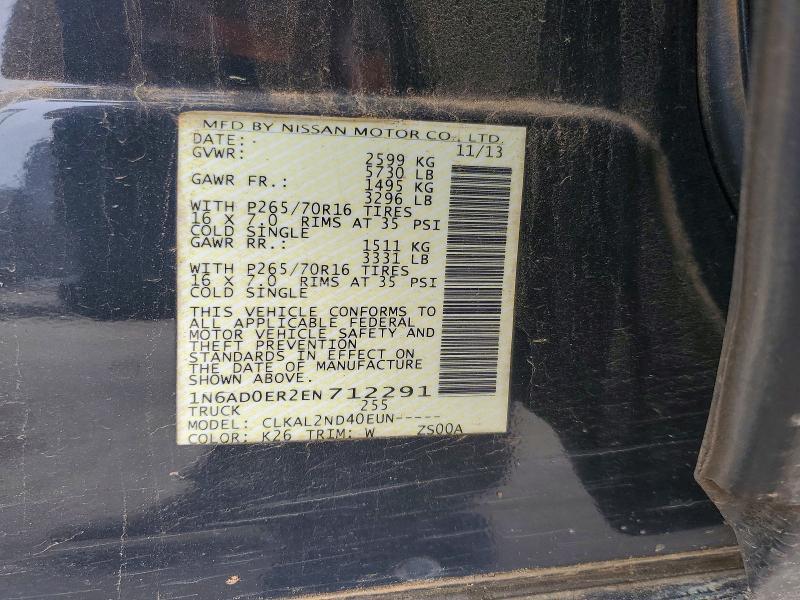 MFD BY NISSAN MOTOR CO., LTD.
DATE: 11/13
GVWR: 2599 KG
5730 LB
GAWR FR.: 1495 KG
3296 LB
WITH P265/70R16 TIRES
16 X 7.0 RIMS AT 35 PSI
COLD SINGLE
GAWR RR.: 1511 KG
3331 LB
WITH P265/70R16 TIRES
16 X 7.0 RIMS AT 35 PSI
COLD SINGLE
THIS VEHICLE CONFORMS TO
ALL APPLICABLE FEDERAL
MOTOR VEHICLE SAFETY AND
THEFT PREVENTION
STANDARDS IN EFFECT ON
THE DATE OF MANUFACTURE
SHOWN ABOVE.
1N6AD0ER2EN712291
TRUCK 255
MODEL: CLKAL2ND40EUN-----
COLOR: K26 TRIM: W ZS00A